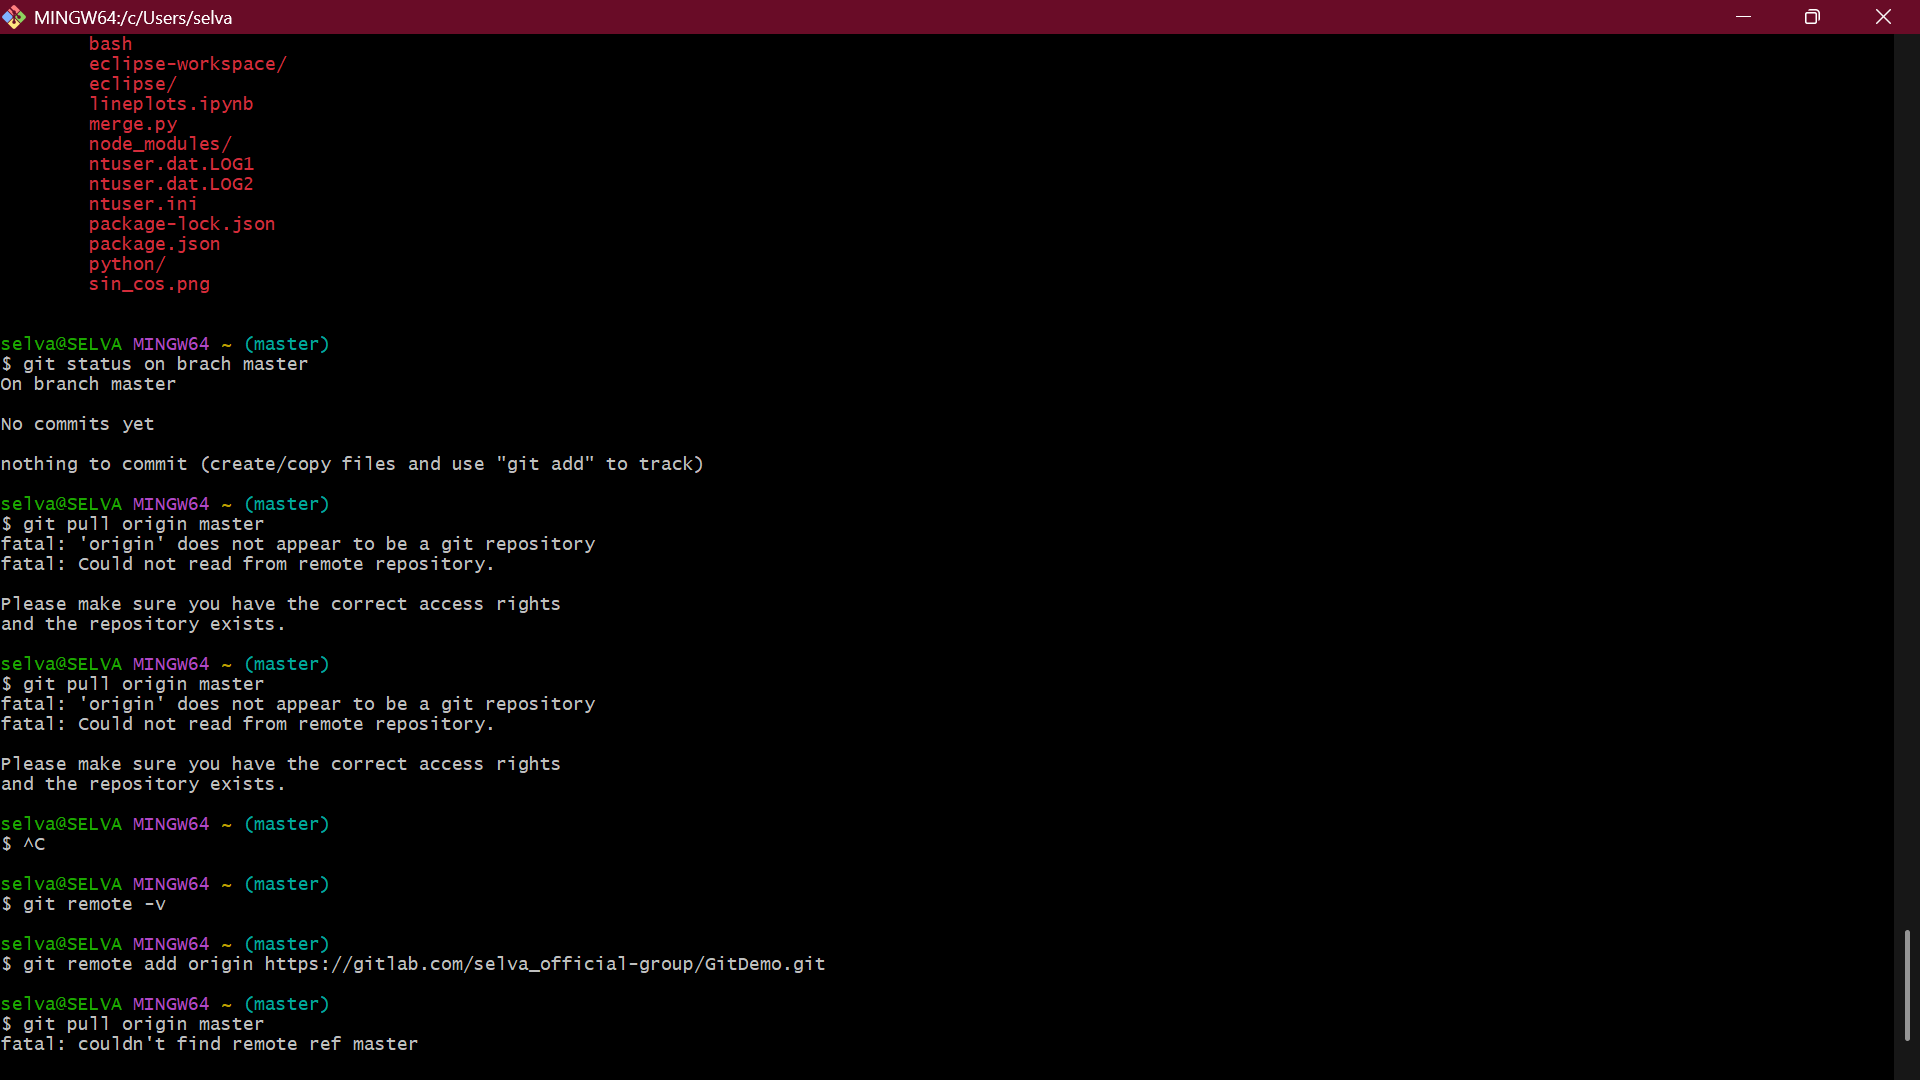 MINGW64:/c/Users/selva
bash
eclipse-workspace/
eclipse/
lineplots.ipynb
merge.py
node_modules/
ntuser.dat.LOG1
ntuser.dat.LOG2
ntuser.ini
package-lock.json
package.json
python/
sin_cos.png
selva@SELVA MINGW64 ~ (master)
$ git status on brach master
On branch master
No commits yet
nothing to commit (create/copy files and use "git add" to track)
selva@SELVA MINGW64 ~ (master)
$ git pull origin master
fatal: 'origin' does not appear to be a git repository
fatal: Could not read from remote repository.
Please make sure you have the correct access rights
and the repository exists.
selva@SELVA MINGW64 ~ (master)
$ git pull origin master
fatal: 'origin' does not appear to be a git repository
fatal: Could not read from remote repository.
Please make sure you have the correct access rights
and the repository exists.
selva@SELVA MINGW64 ~ (master)
$ ^C
selva@SELVA MINGW64 ~ (master)
$ git remote -v
selva@SELVA MINGW64 ~ (master)
$ git remote add origin https://gitlab.com/selva_official-group/GitDemo.git
selva@SELVA MINGW64 ~ (master)
$ git pull origin master
fatal: couldn't find remote ref master